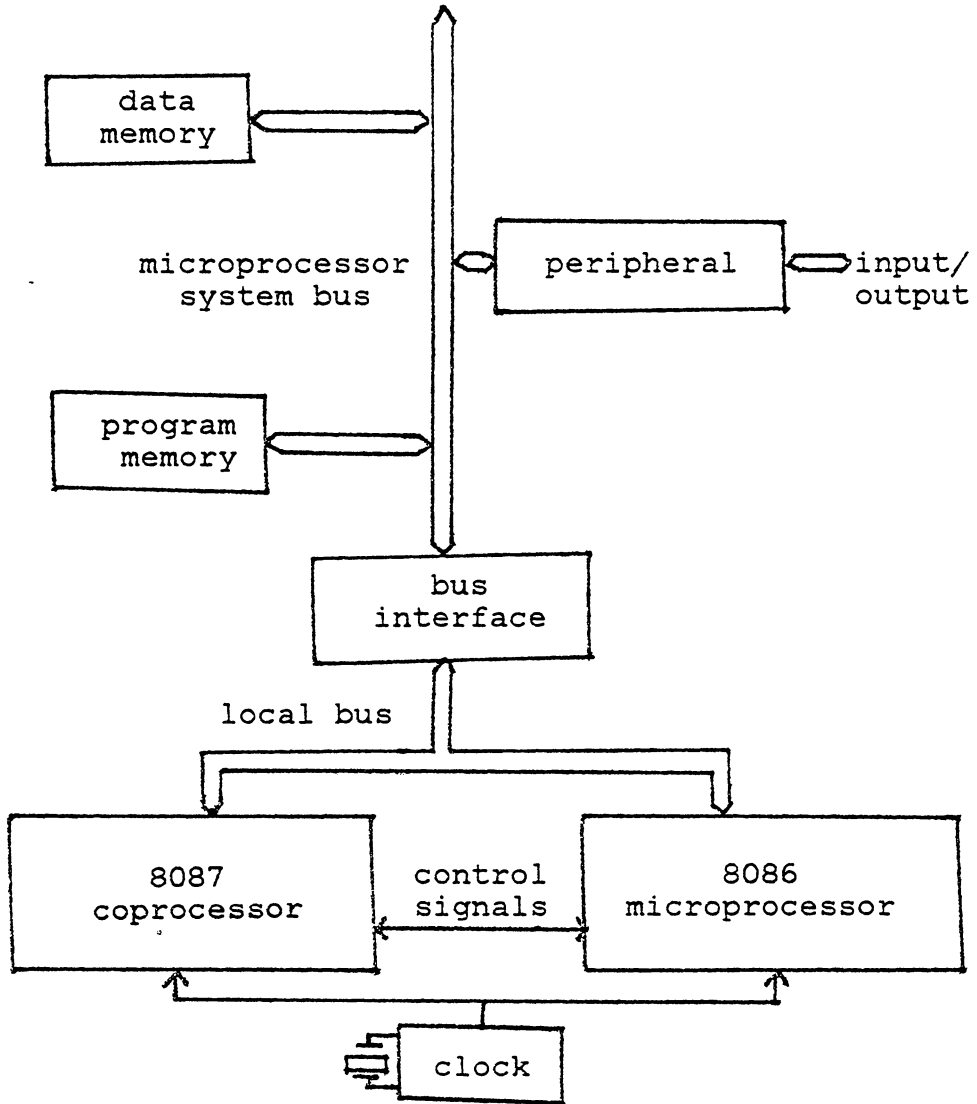 data
memory
microprocessor
system bus
peripheral
input/
output
program
memory
bus
interface
local bus
8087
coprocessor
control
signals
8086
microprocessor
clock